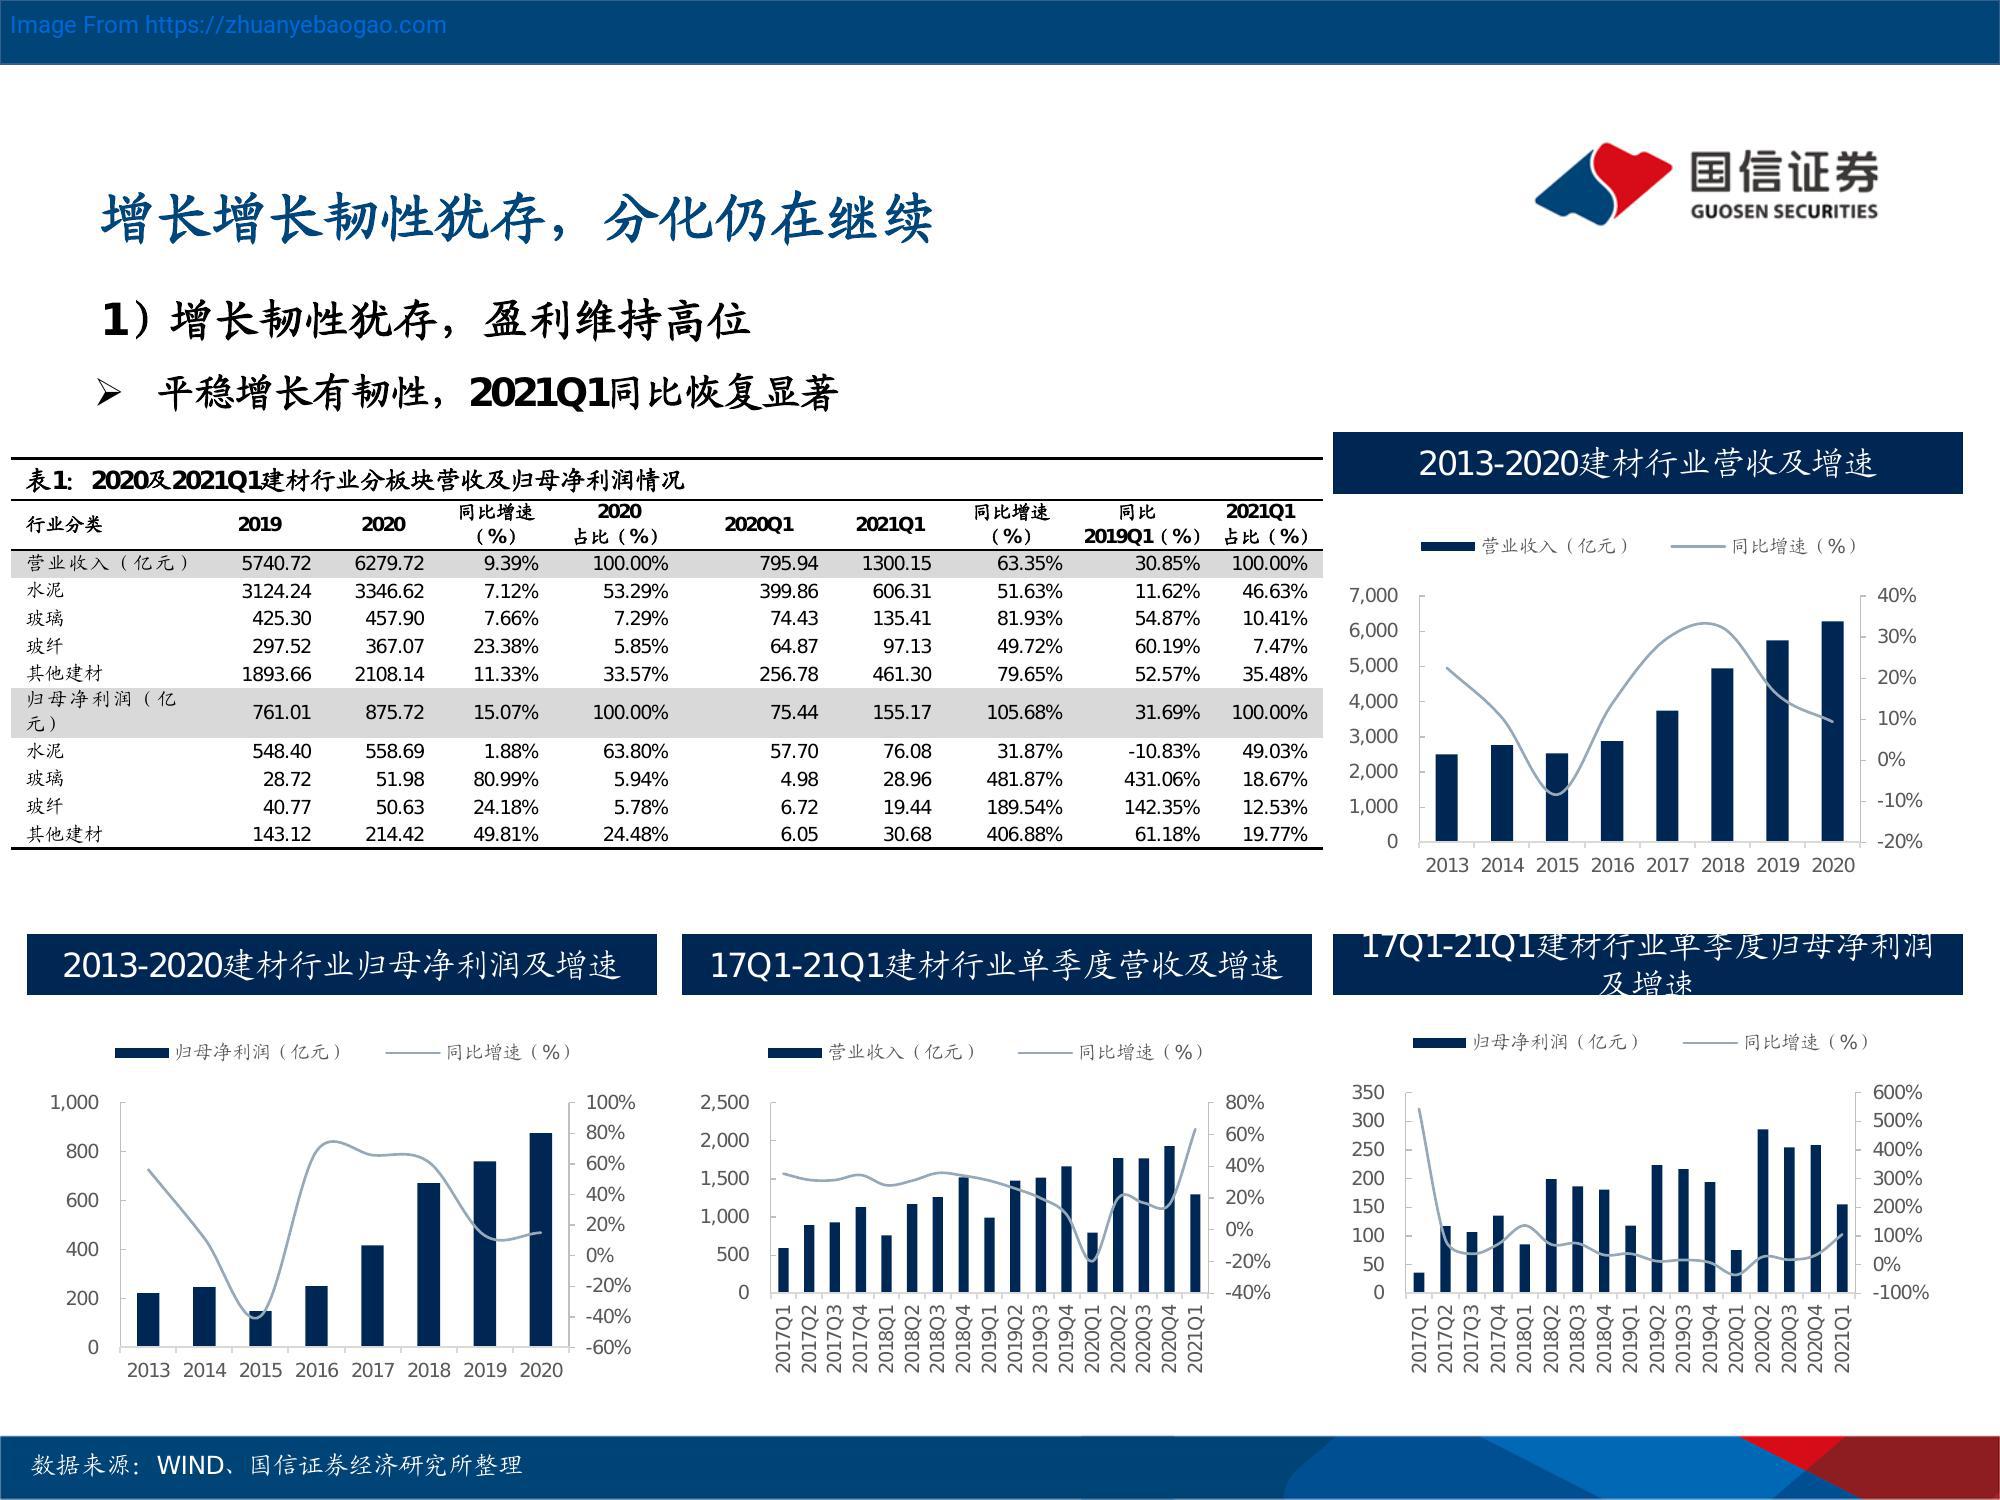 Image From https://zhuanyebaogao.com
国信证券
GUOSEN SECURITIES
增长增长韧性犹存，分化仍在继续
1）增长韧性犹存，盈利维持高位
➢ 平稳增长有韧性，2021Q1同比恢复显著
表1：2020及2021Q1建材行业分板块营收及归母净利润情况
行业分类 2019 2020 同比增速（%） 2020占比（%） 2020Q1 2021Q1 同比增速（%） 同比2019Q1（%） 2021Q1占比（%）
营业收入（亿元） 5740.72 6279.72 9.39% 100.00% 795.94 1300.15 63.35% 30.85% 100.00%
水泥 3124.24 3346.62 7.12% 53.29% 399.86 606.31 51.63% 11.62% 46.63%
玻璃 425.30 457.90 7.66% 7.29% 74.43 135.41 81.93% 54.87% 10.41%
玻纤 297.52 367.07 23.38% 5.85% 64.87 97.13 49.72% 60.19% 7.47%
其他建材 1893.66 2108.14 11.33% 33.57% 256.78 461.30 79.65% 52.57% 35.48%
归母净利润（亿元） 761.01 875.72 15.07% 100.00% 75.44 155.17 105.68% 31.69% 100.00%
水泥 548.40 558.69 1.88% 63.80% 57.70 76.08 31.87% -10.83% 49.03%
玻璃 28.72 51.98 80.99% 5.94% 4.98 28.96 481.87% 431.06% 18.67%
玻纤 40.77 50.63 24.18% 5.78% 6.72 19.44 189.54% 142.35% 12.53%
其他建材 143.12 214.42 49.81% 24.48% 6.05 30.68 406.88% 61.18% 19.77%
2013-2020建材行业营收及增速
营业收入（亿元） 同比增速（%）
7,000 40%
6,000 30%
5,000 20%
4,000 10%
3,000 0%
2,000 -10%
1,000 -20%
0
2013 2014 2015 2016 2017 2018 2019 2020
2013-2020建材行业归母净利润及增速
归母净利润（亿元） 同比增速（%）
1,000 100%
800 80%
600 60%
400 40%
200 20%
0 0%
-20%
-40%
-60%
2013 2014 2015 2016 2017 2018 2019 2020
17Q1-21Q1建材行业单季度营收及增速
营业收入（亿元） 同比增速（%）
2,500 80%
2,000 60%
1,500 40%
1,000 20%
500 0%
0 -20%
-40%
2017Q1 2017Q2 2017Q3 2017Q4 2018Q1 2018Q2 2018Q3 2018Q4 2019Q1 2019Q2 2019Q3 2019Q4 2020Q1 2020Q2 2020Q3 2020Q4 2021Q1
17Q1-21Q1建材行业单季度归母净利润
及增速
归母净利润（亿元） 同比增速（%）
350 600%
300 500%
250 400%
200 300%
150 200%
100 100%
50 0%
0 -100%
2017Q1 2017Q2 2017Q3 2017Q4 2018Q1 2018Q2 2018Q3 2018Q4 2019Q1 2019Q2 2019Q3 2019Q4 2020Q1 2020Q2 2020Q3 2020Q4 2021Q1
数据来源：WIND、国信证券经济研究所整理